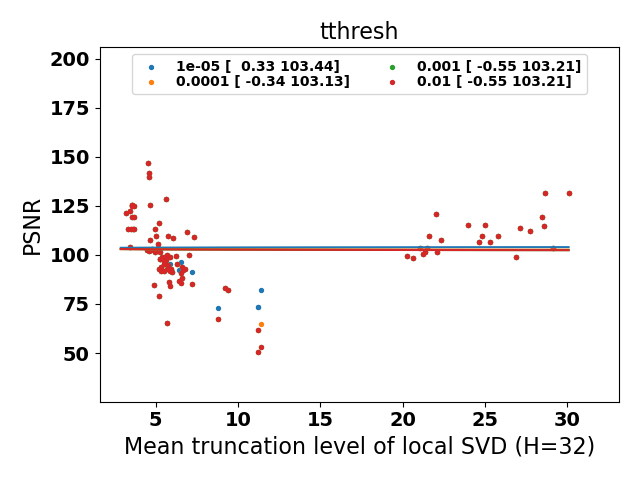 tthresh
1e-05 [  0.33 103.44]
0.0001 [ -0.34 103.13]
0.001 [ -0.55 103.21]
0.01 [ -0.55 103.21]
200
175
150
125
100
75
50
PSNR
5 10 15 20 25 30
Mean truncation level of local SVD (H=32)